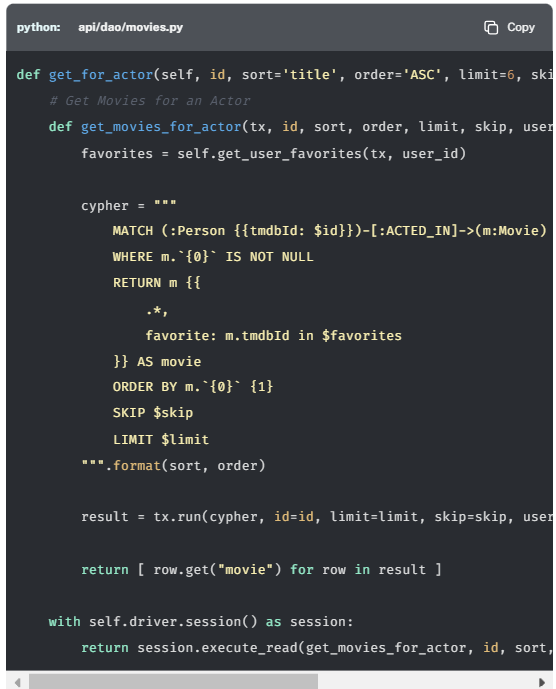 python: api/dao/movies.py Copy
def get_for_actor(self, id, sort='title', order='ASC', limit=6, ski
# Get Movies for an Actor
def get_movies_for_actor(tx, id, sort, order, limit, skip, user
favorites = self.get_user_favorites(tx, user_id)
cypher = """
MATCH (:Person {{tmdbId: $id}})-[:ACTED_IN]->(m:Movie)
WHERE m.`{0}` IS NOT NULL
RETURN m {{
.*,
favorite: m.tmdbId in $favorites
}} AS movie
ORDER BY m.`{0}` {1}
SKIP $skip
LIMIT $limit
""".format(sort, order)
result = tx.run(cypher, id=id, limit=limit, skip=skip, user
return [ row.get("movie") for row in result ]
with self.driver.session() as session:
return session.execute_read(get_movies_for_actor, id, sort,